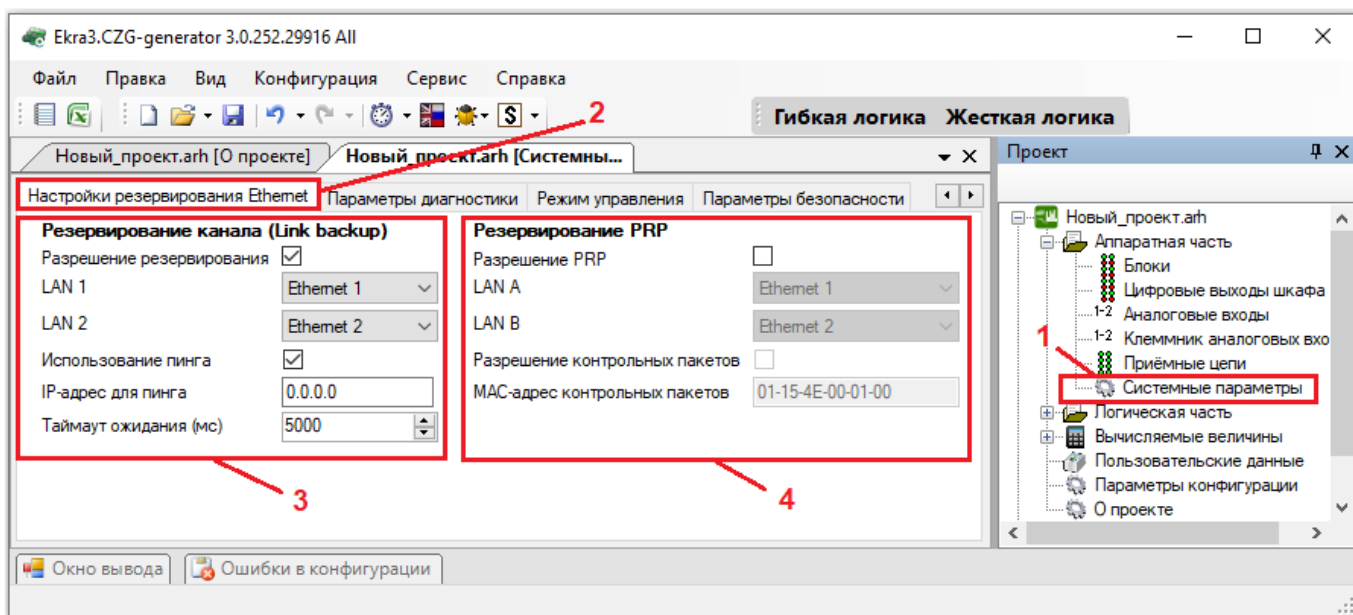 Ekra3.CZG-generator 3.0.252.29916 All
Файл Правка Вид Конфигурация Сервис Справка
2
Гибкая логика Жесткая логика
Новый_проект.arh [О проекте] Новый_проект.arh [Системны...
Проект
Настройки резервирования Ethernet Параметры диагностики Режим управления Параметры безопасности
Резервирование канала (Link backup)
Разрешение резервирования
LAN 1 Ethernet 1
LAN 2 Ethernet 2
Использование пинга
IP-адрес для пинга 0.0.0.0
Таймаут ожидания (мс) 5000
3
Резервирование PRP
Разрешение PRP
LAN A Ethernet 1
LAN B Ethernet 2
Разрешение контрольных пакетов
MAC-адрес контрольных пакетов 01-15-4E-00-01-00
4
Новый_проект.arh
Аппаратная часть
Блоки
Цифровые выходы шкафа
1-2 Аналоговые входы
1-2 Клеммник аналоговых вхо
1
Приёмные цепи
Системные параметры
Логическая часть
Вычисляемые величины
Пользовательские данные
Параметры конфигурации
О проекте
Окно вывода Ошибки в конфигурации